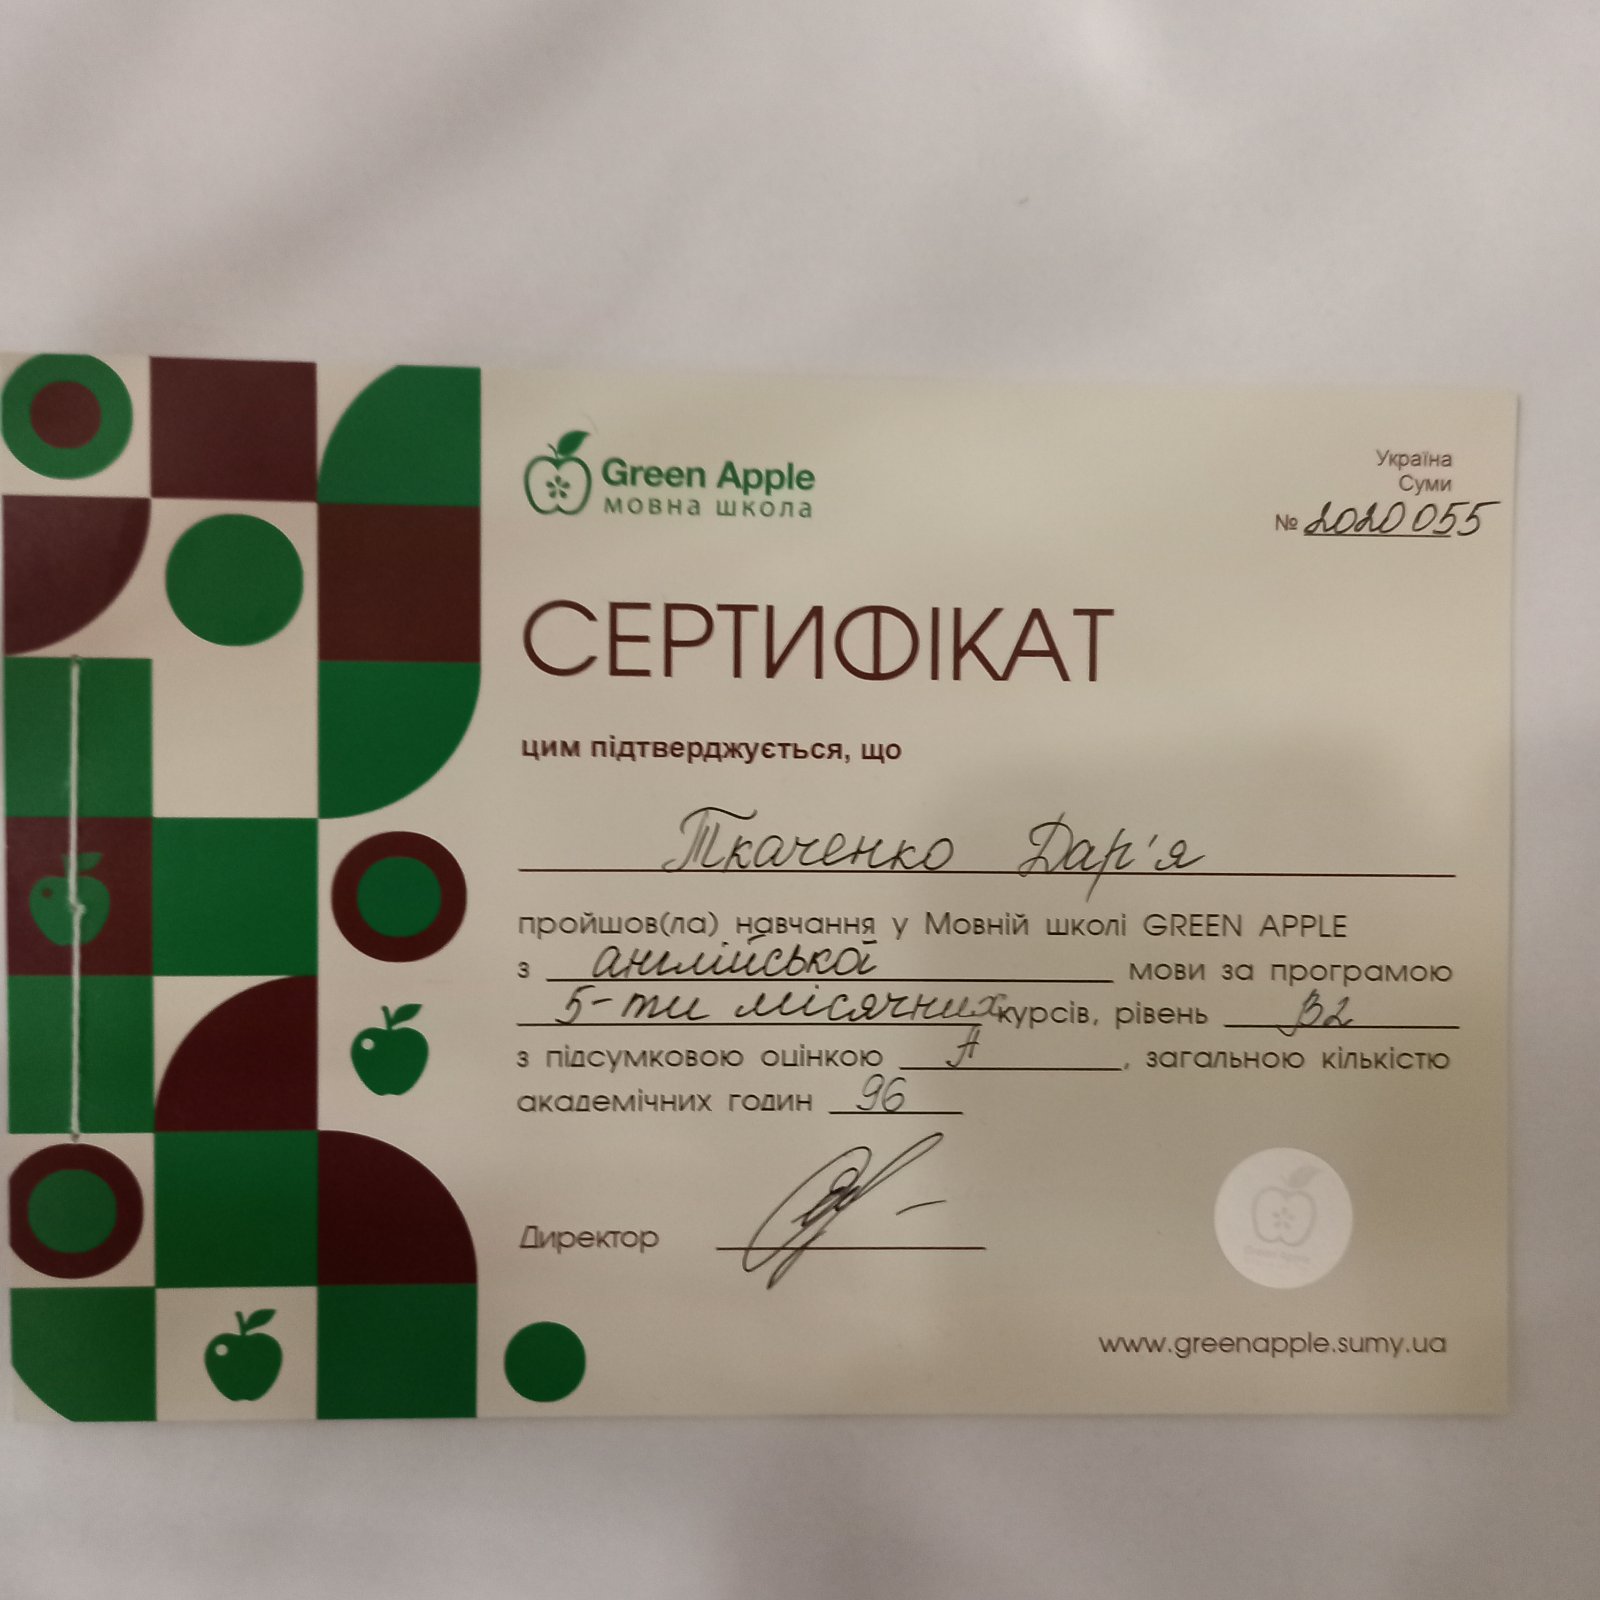 Green Apple
мовна школа
Україна
Суми
№ 2020055
СЕРТИФІКАТ
цим підтверджується, що
Ткаченко Дар'я
пройшов(ла) навчання у Мовній школі GREEN APPLE
з англійської мови за програмою
5-ти місячних курсів, рівень B2
з підсумковою оцінкою А, загальною кількістю
академічних годин 96
Директор
www.greenapple.sumy.ua